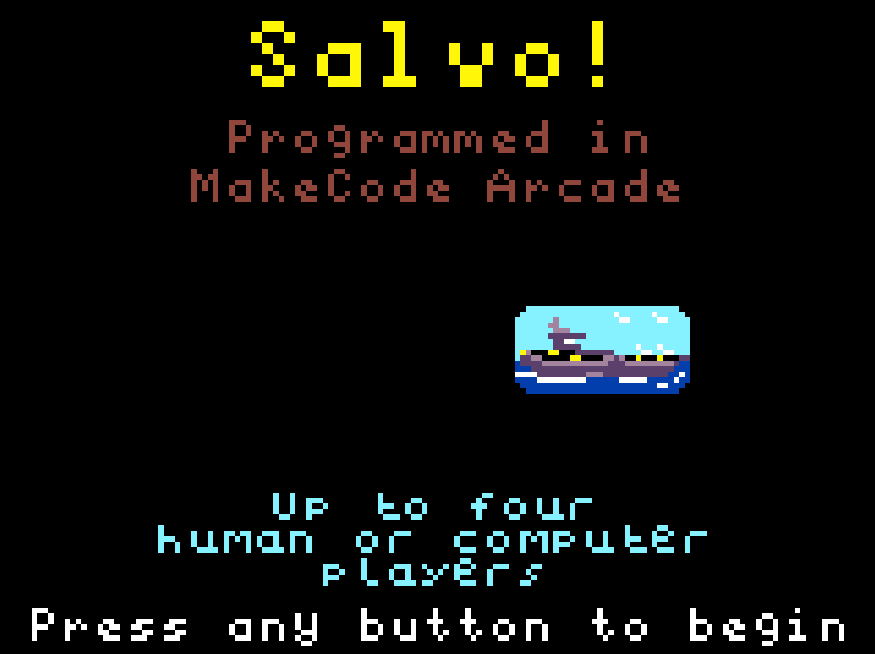 Salvo!
Programmed in
MakeCode Arcade
Up to four
human or computer
players
Press any button to begin